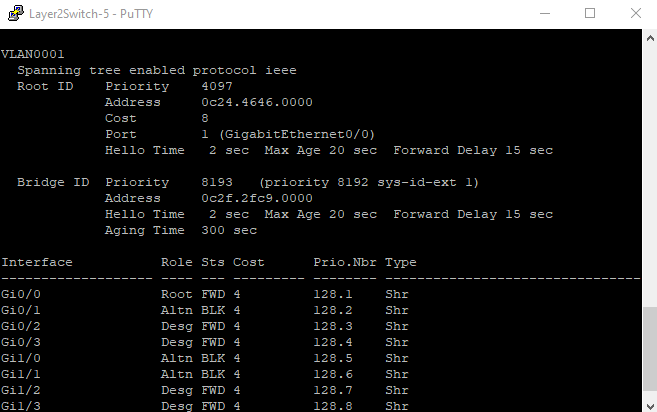 Layer2Switch-5 - PuTTY
VLAN0001
  Spanning tree enabled protocol ieee
  Root ID    Priority    4097
             Address     0c24.4646.0000
             Cost        8
             Port        1 (GigabitEthernet0/0)
             Hello Time   2 sec  Max Age 20 sec  Forward Delay 15 sec

  Bridge ID  Priority    8193   (priority 8192 sys-id-ext 1)
             Address     0c2f.2fc9.0000
             Hello Time   2 sec  Max Age 20 sec  Forward Delay 15 sec
             Aging Time  300 sec

Interface           Role Sts Cost      Prio.Nbr Type
------------------- ---- --- --------- -------- --------------------------------
Gi0/0               Root FWD 4         128.1    Shr
Gi0/1               Altn BLK 4         128.2    Shr
Gi0/2               Desg FWD 4         128.3    Shr
Gi0/3               Desg FWD 4         128.4    Shr
Gi1/0               Altn BLK 4         128.5    Shr
Gi1/1               Altn BLK 4         128.6    Shr
Gi1/2               Desg FWD 4         128.7    Shr
Gi1/3               Desg FWD 4         128.8    Shr